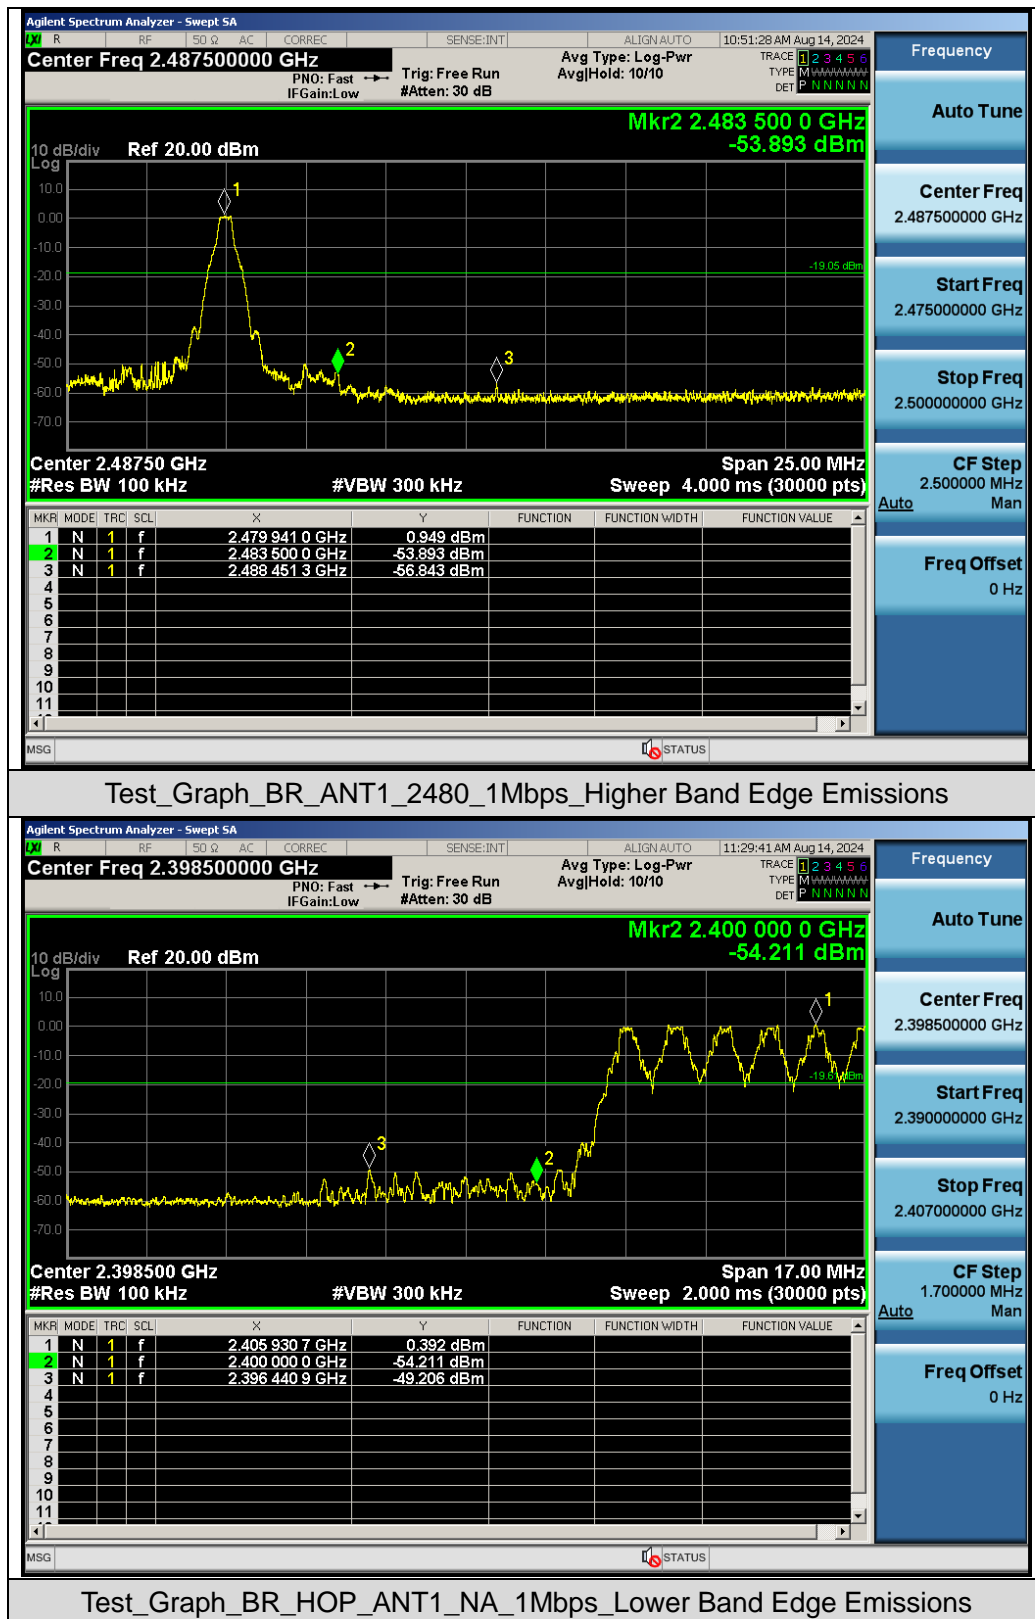 Agilent Spectrum Analyzer - Swept SA
LXI R RF 50 Ω AC CORREC SENSE:INT ALIGN AUTO 10:51:28 AM Aug 14, 2024
Center Freq 2.487500000 GHz
PNO: Fast Trig: Free Run Avg Type: Log-Pwr TRACE 1 2 3 4 5 6
IFGain:Low #Atten: 30 dB Avg|Hold: 10/10 TYPE M WWWWW
DET P N N N N N
Mkr2 2.483 500 0 GHz
-53.893 dBm
10 dB/div Ref 20.00 dBm
Log
10.0
0.00
-10.0
-20.0
-30.0
-40.0
-50.0
-60.0
-70.0
1
2
3
-19.05 dBm
Center 2.48750 GHz Span 25.00 MHz
#Res BW 100 kHz #VBW 300 kHz Sweep 4.000 ms (30000 pts)
MKR MODE TRC SCL X Y FUNCTION FUNCTION WIDTH FUNCTION VALUE
1 N 1 f 2.479 941 0 GHz 0.949 dBm
2 N 1 f 2.483 500 0 GHz -53.893 dBm
3 N 1 f 2.488 451 3 GHz -56.843 dBm
4
5
6
7
8
9
10
11
MSG STATUS
Frequency
Auto Tune
Center Freq
2.487500000 GHz
Start Freq
2.475000000 GHz
Stop Freq
2.500000000 GHz
CF Step
2.500000 MHz
Auto Man
Freq Offset
0 Hz
Test_Graph_BR_ANT1_2480_1Mbps_Higher Band Edge Emissions
Agilent Spectrum Analyzer - Swept SA
LXI R RF 50 Ω AC CORREC SENSE:INT ALIGN AUTO 11:29:41 AM Aug 14, 2024
Center Freq 2.398500000 GHz
PNO: Fast Trig: Free Run Avg Type: Log-Pwr TRACE 1 2 3 4 5 6
IFGain:Low #Atten: 30 dB Avg|Hold: 10/10 TYPE M WWWWW
DET P N N N N N
Mkr2 2.400 000 0 GHz
-54.211 dBm
10 dB/div Ref 20.00 dBm
Log
10.0
0.00
-10.0
-20.0
-30.0
-40.0
-50.0
-60.0
-70.0
1
2
3
-19.61 dBm
Center 2.398500 GHz Span 17.00 MHz
#Res BW 100 kHz #VBW 300 kHz Sweep 2.000 ms (30000 pts)
MKR MODE TRC SCL X Y FUNCTION FUNCTION WIDTH FUNCTION VALUE
1 N 1 f 2.405 930 7 GHz 0.392 dBm
2 N 1 f 2.400 000 0 GHz -54.211 dBm
3 N 1 f 2.396 440 9 GHz -49.206 dBm
4
5
6
7
8
9
10
11
MSG STATUS
Frequency
Auto Tune
Center Freq
2.398500000 GHz
Start Freq
2.390000000 GHz
Stop Freq
2.407000000 GHz
CF Step
1.700000 MHz
Auto Man
Freq Offset
0 Hz
Test_Graph_BR_HOP_ANT1_NA_1Mbps_Lower Band Edge Emissions